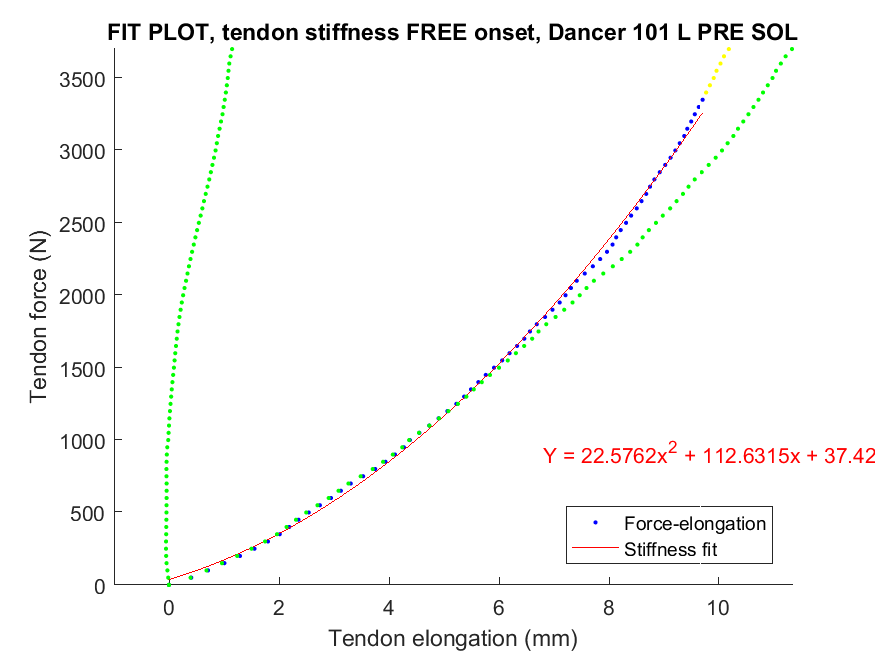 FIT PLOT, tendon stiffness FREE onset, Dancer 101 L PRE SOL
3500
3000
2500
2000
1500
1000
500
0
Tendon force (N)
Y = 22.5762x² + 112.6315x + 37.42
Force-elongation
Stiffness fit
0 2 4 6 8 10
Tendon elongation (mm)